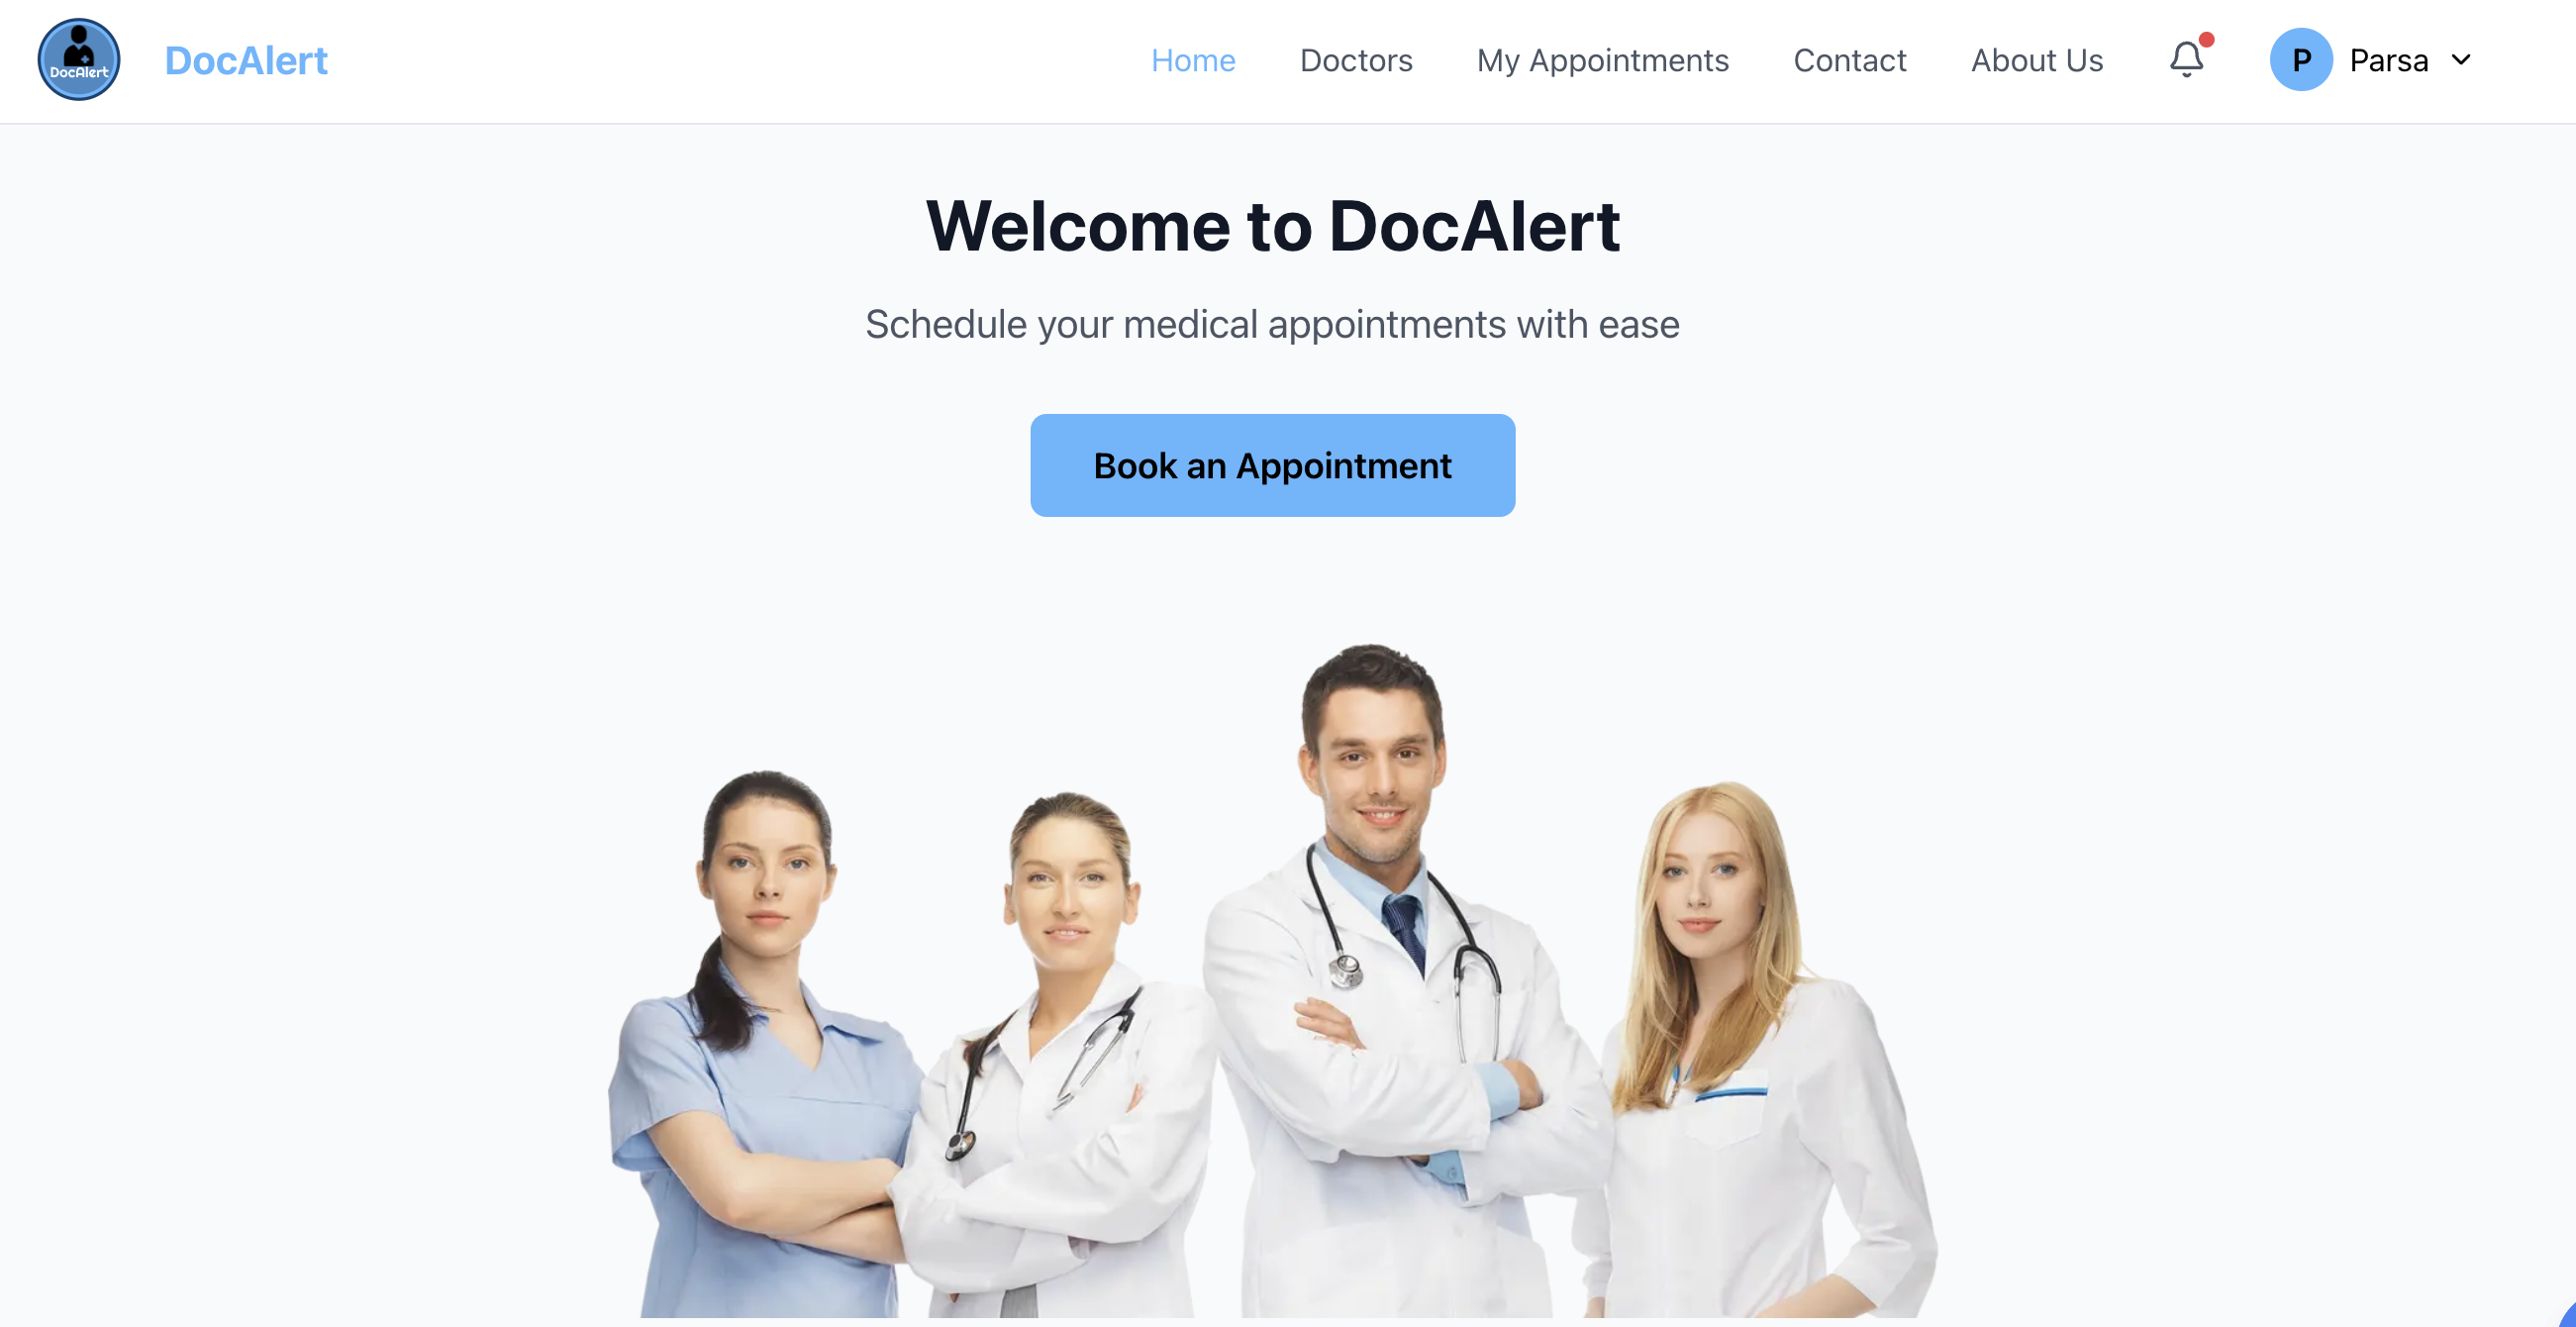 DocAlert
DocAlert
Home
Doctors
My Appointments
Contact
About Us
P
Parsa
Welcome to DocAlert
Schedule your medical appointments with ease
Book an Appointment